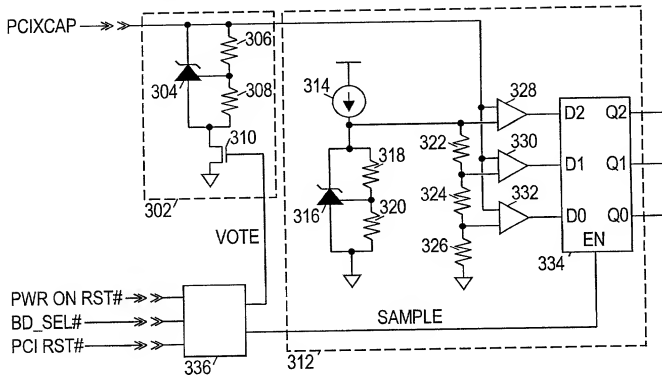 PCIXCAP
306
304
308
310
302
VOTE
314
328
D2 Q2
322
318
330
D1 Q1
316
320
324
332
D0 Q0
326
EN
334
PWR ON RST#
BD_SEL#
PCI RST#
336
SAMPLE
312